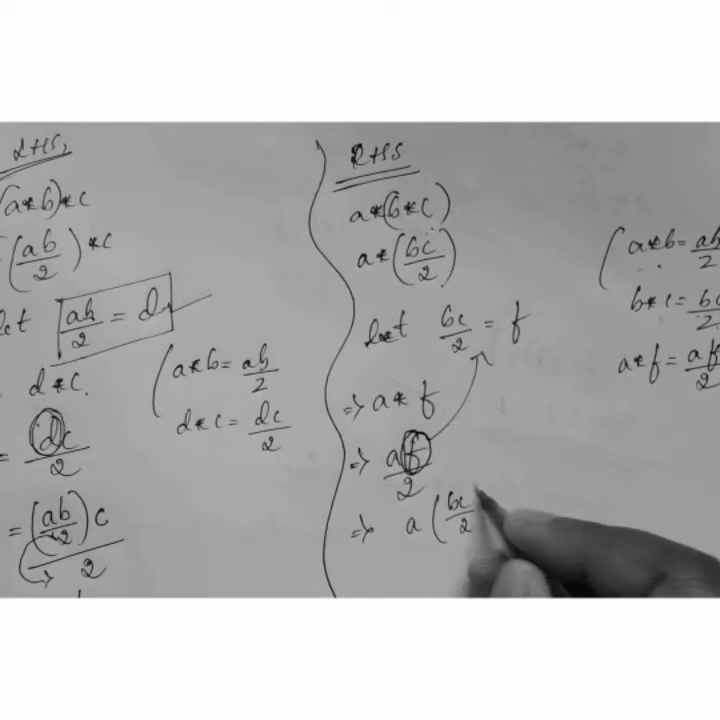 LHS,
(a*b)*c
= (ab/2)*c
let ab/2 = d
= d*c.
(a*b = ab/2
d*c = dc/2
= dc/2
= (ab/2)c/2
RHS
a*(b*c)
a*(bc/2)
let bc/2 = f
=> a*f
=> af/2
=> a(bc/2
(a*b = ab/2
b*c = bc/2
a*f = af/2